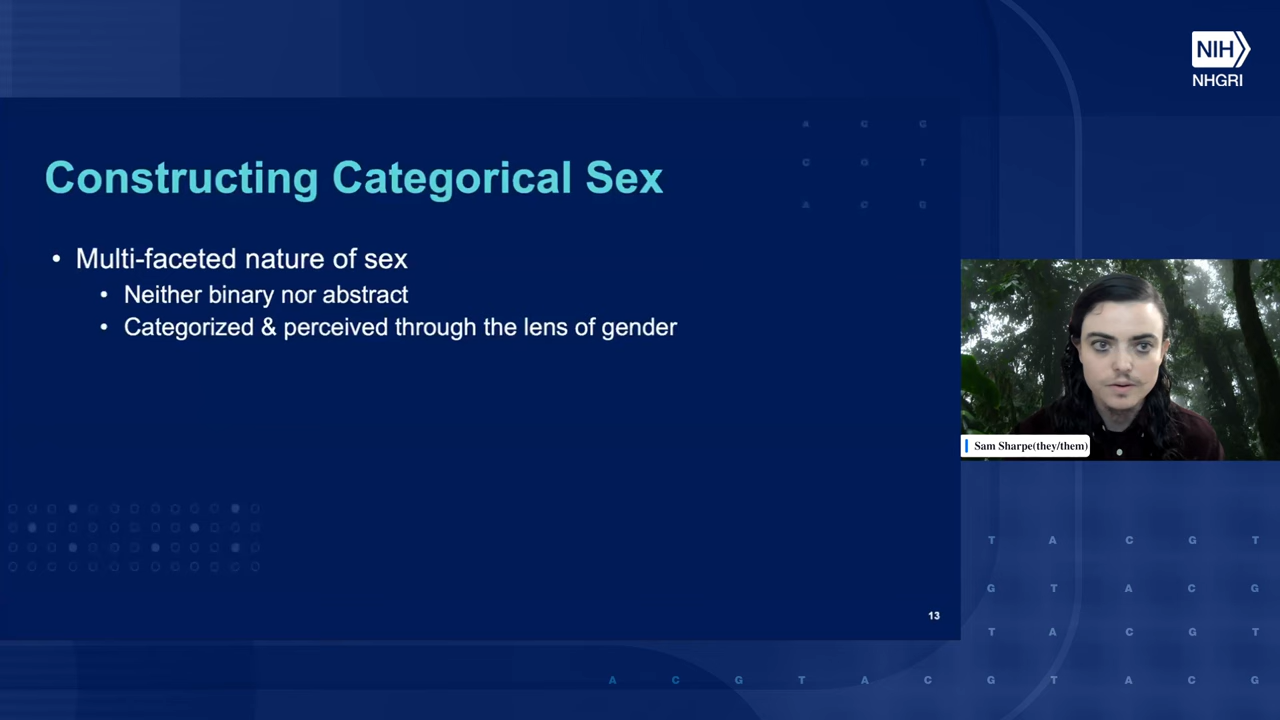 NIH
NHGRI
A C G
C G T
A C G
Constructing Categorical Sex
• Multi-faceted nature of sex
• Neither binary nor abstract
• Categorized & perceived through the lens of gender
Sam Sharpe(they/them)
T A C G T
G T A C G
T A C G T
13
A C G T A C G T A C G